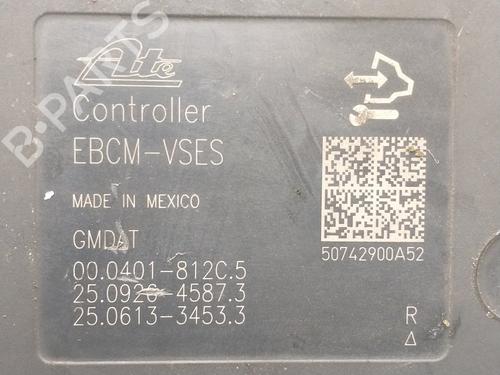 Ate
Controller
EBCM-VSES
MADE IN MEXICO
GMDAT
00.0401-812C.5
25.0926-4587.3
25.0613-3453.3
50742900A52
R
Δ
B-PARTS